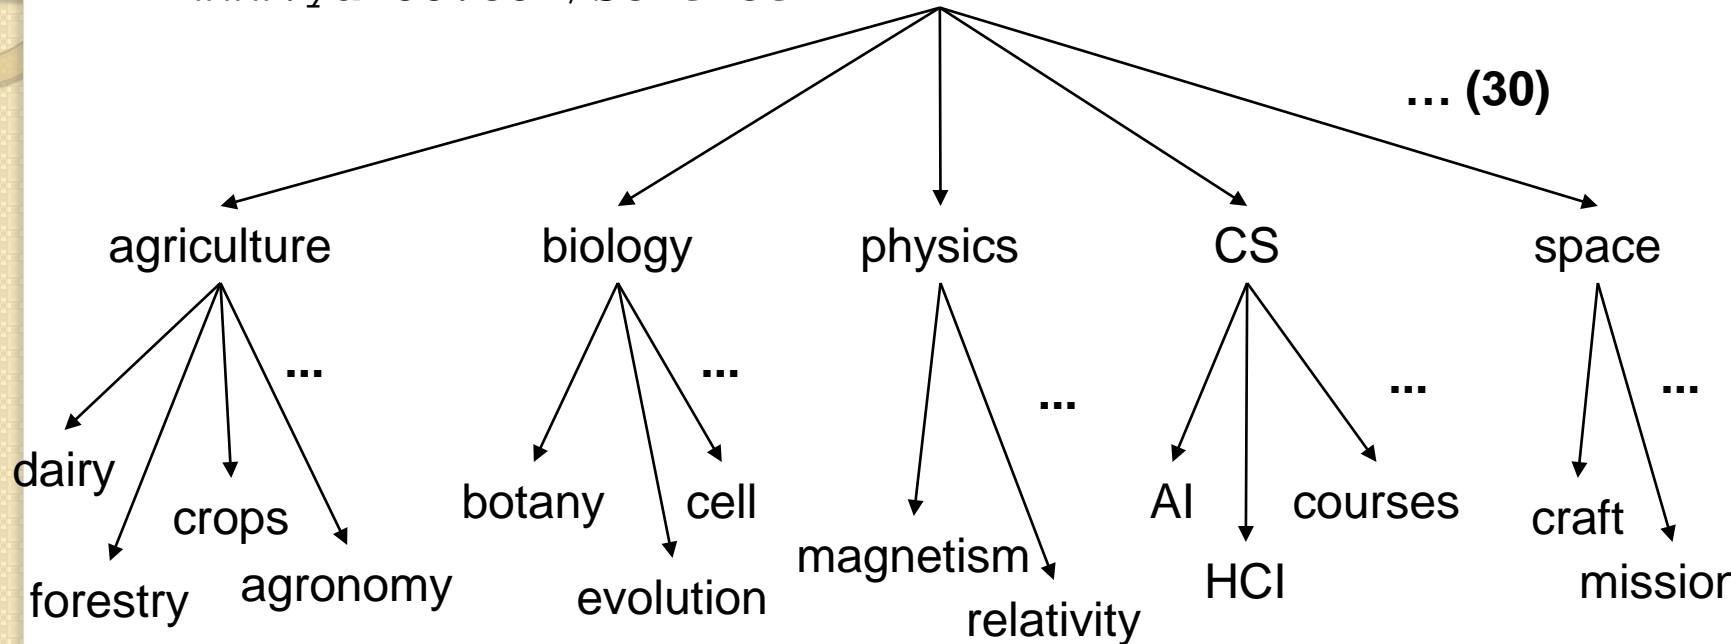 ... (30)
agriculture biology physics CS space
... ... ... ... ...
dairy
crops botany cell AI courses craft
magnetism
forestry agronomy evolution HCI
relativity